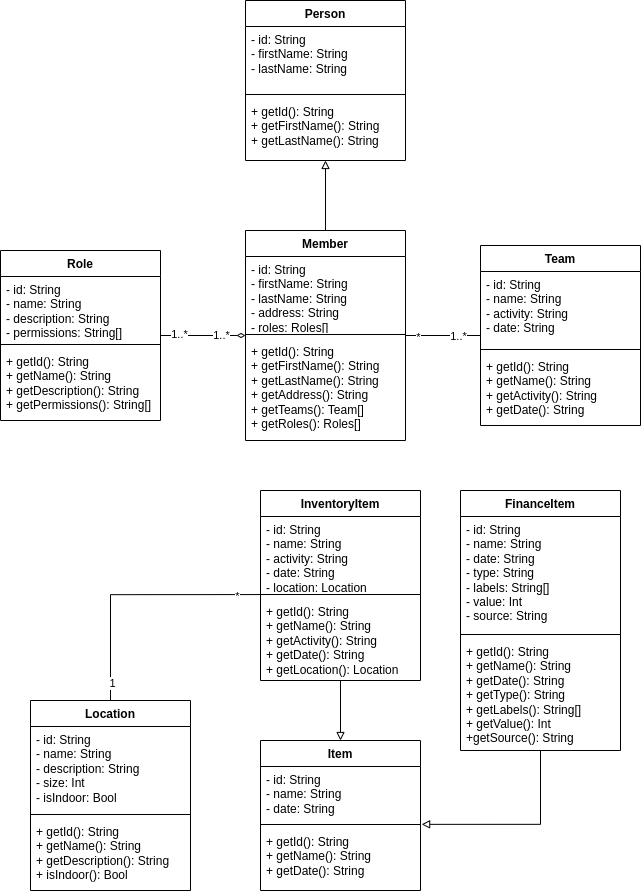 Person
- id: String
- firstName: String
- lastName: String
+ getId(): String
+ getFirstName(): String
+ getLastName(): String
Role
- id: String
- name: String
- description: String
- permissions: String[]
+ getId(): String
+ getName(): String
+ getDescription(): String
+ getPermissions(): String[]
1..*
1..*
Member
- id: String
- firstName: String
- lastName: String
- address: String
- roles: Roles[]
+ getId(): String
+ getFirstName(): String
+ getLastName(): String
+ getAddress(): String
+ getTeams(): Team[]
+ getRoles(): Roles[]
*
1..*
Team
- id: String
- name: String
- activity: String
- date: String
+ getId(): String
+ getName(): String
+ getActivity(): String
+ getDate(): String
InventoryItem
- id: String
- name: String
- activity: String
- date: String
- location: Location
+ getId(): String
+ getName(): String
+ getActivity(): String
+ getDate(): String
+ getLocation(): Location
FinanceItem
- id: String
- name: String
- date: String
- type: String
- labels: String[]
- value: Int
- source: String
+ getId(): String
+ getName(): String
+ getDate(): String
+ getType(): String
+ getLabels(): String[]
+ getValue(): Int
+getSource(): String
*
1
Location
- id: String
- name: String
- description: String
- size: Int
- isIndoor: Bool
+ getId(): String
+ getName(): String
+ getDescription(): String
+ isIndoor(): Bool
Item
- id: String
- name: String
- date: String
+ getId(): String
+ getName(): String
+ getDate(): String